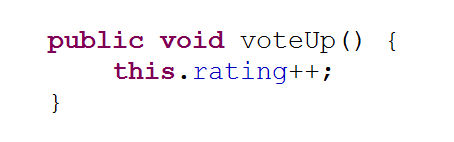 public void voteUp() {
    this.rating++;
}